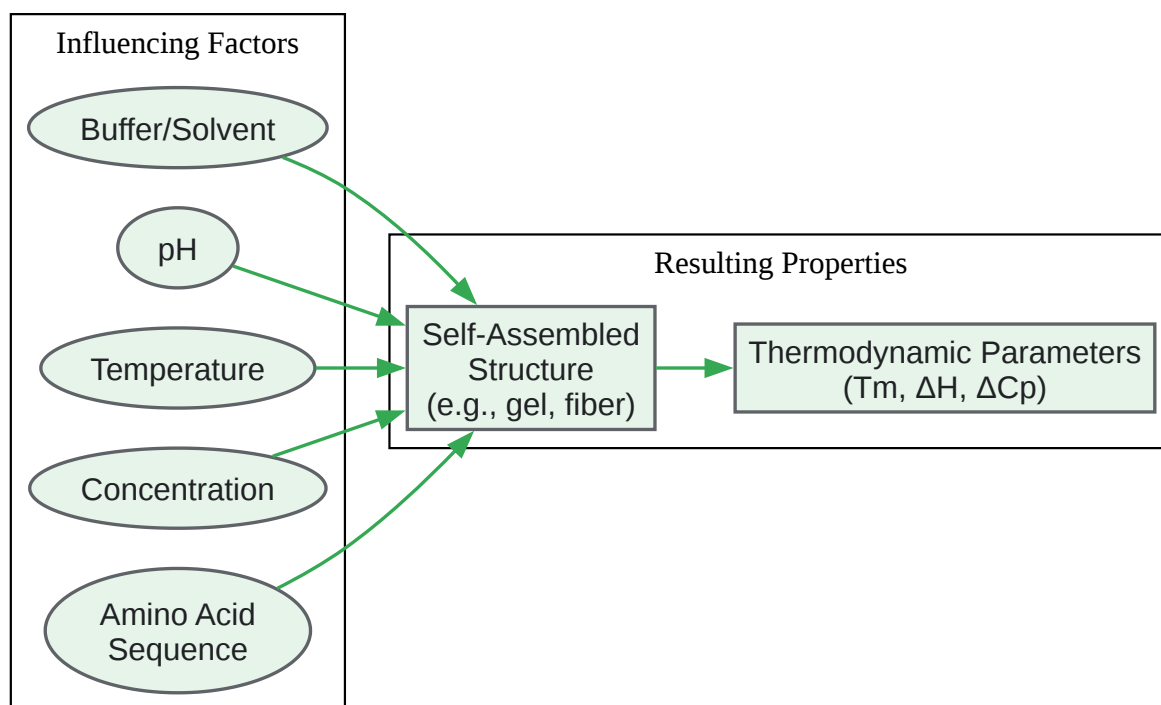 Influencing Factors
Buffer/Solvent
pH
Temperature
Concentration
Amino Acid
Sequence
Resulting Properties
Self-Assembled
Structure
(e.g., gel, fiber)
Thermodynamic Parameters
(Tm, ΔH, ΔCp)